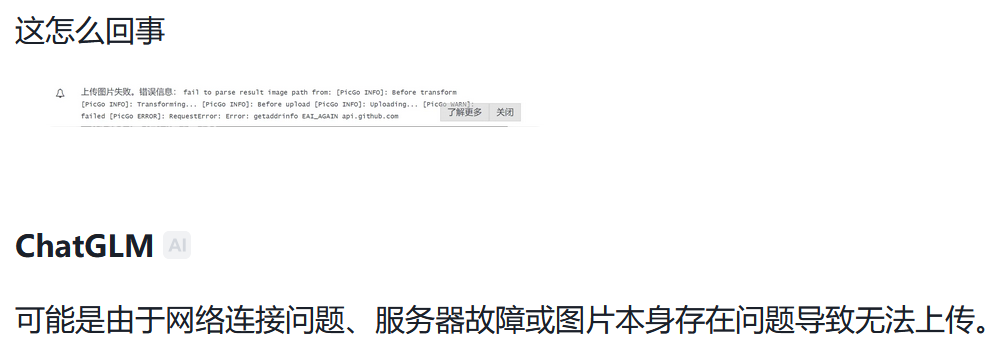 这怎么回事
上传图片失败。错误信息： fail to parse result image path from: [PicGo INFO]: Before transform
[PicGo INFO]: Transforming... [PicGo INFO]: Before upload [PicGo INFO]: Uploading... [PicGo WARN]:
failed [PicGo ERROR]: RequestError: Error: getaddrinfo EAI_AGAIN api.github.com
了解更多 关闭
ChatGLM AI
可能是由于网络连接问题、服务器故障或图片本身存在问题导致无法上传。